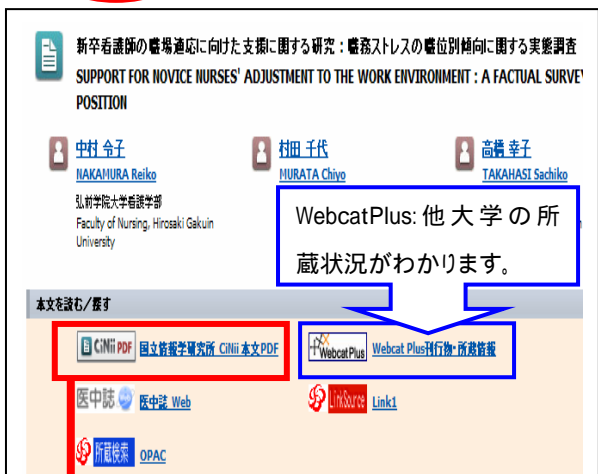 新卒看護師の職場適応に向けた支援に関する研究：職務ストレスの職位別傾向に関する実態調査
SUPPORT FOR NOVICE NURSES' ADJUSTMENT TO THE WORK ENVIRONMENT : A FACTUAL SURVEY
POSITION
中村 令子 村田 千代 高橋 幸子
NAKAMURA Reiko MURATA Chiyo TAKAHASI Sachiko
弘前学院大学看護学部
Faculty of Nursing, Hirosaki Gakuin
University
WebcatPlus: 他大学の所
蔵状況がわかります。
本文を読む/探す
CiNii PDF 国立情報学研究所 CiNii 本文PDF WebcatPlus Webcat Plus刊行物・所蔵情報
医中誌 医中誌 Web LinkSource Link1
所蔵検索 OPAC